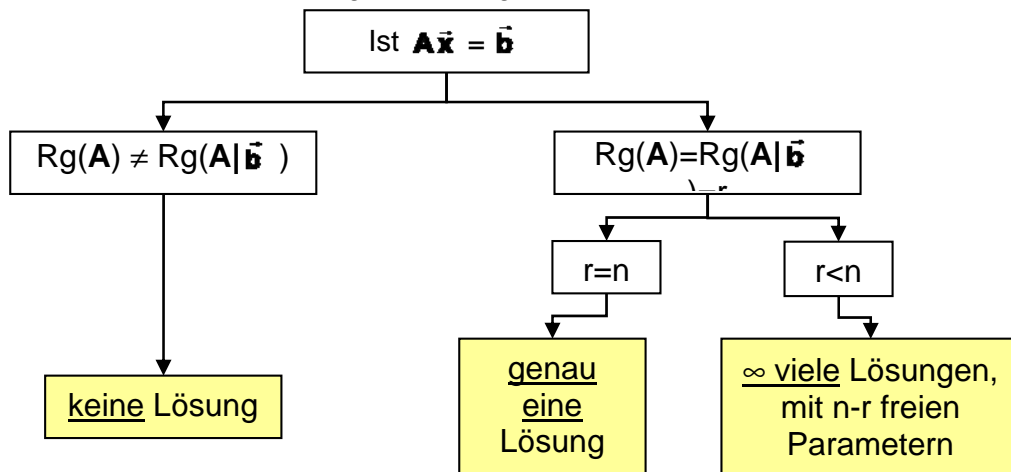 Ist Ax⃗ = b⃗
Rg(A) ≠ Rg(A|b⃗ )
Rg(A)=Rg(A|b⃗
)=r
r=n
r<n
keine Lösung
genau
eine
Lösung
∞ viele Lösungen,
mit n-r freien
Parametern